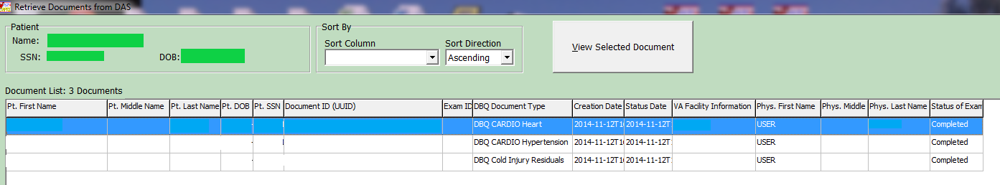 Retrieve Documents from DAS
Patient
Name:
SSN:
DOB:
Sort By
Sort Column
Sort Direction
Ascending
View Selected Document
Document List: 3 Documents
Pt. First Name Pt. Middle Name Pt. Last Name Pt. DOB Pt. SSN Document ID (UUID) Exam ID DBQ Document Type Creation Date Status Date VA Facility Information Phys. First Name Phys. Middle Phys. Last Name Status of Exam
DBQ CARDIO Heart 2014-11-12T1 2014-11-12T USER Completed
DBQ CARDIO Hypertension 2014-11-12T1 2014-11-12T USER Completed
DBQ Cold Injury Residuals 2014-11-12T1 2014-11-12T USER Completed